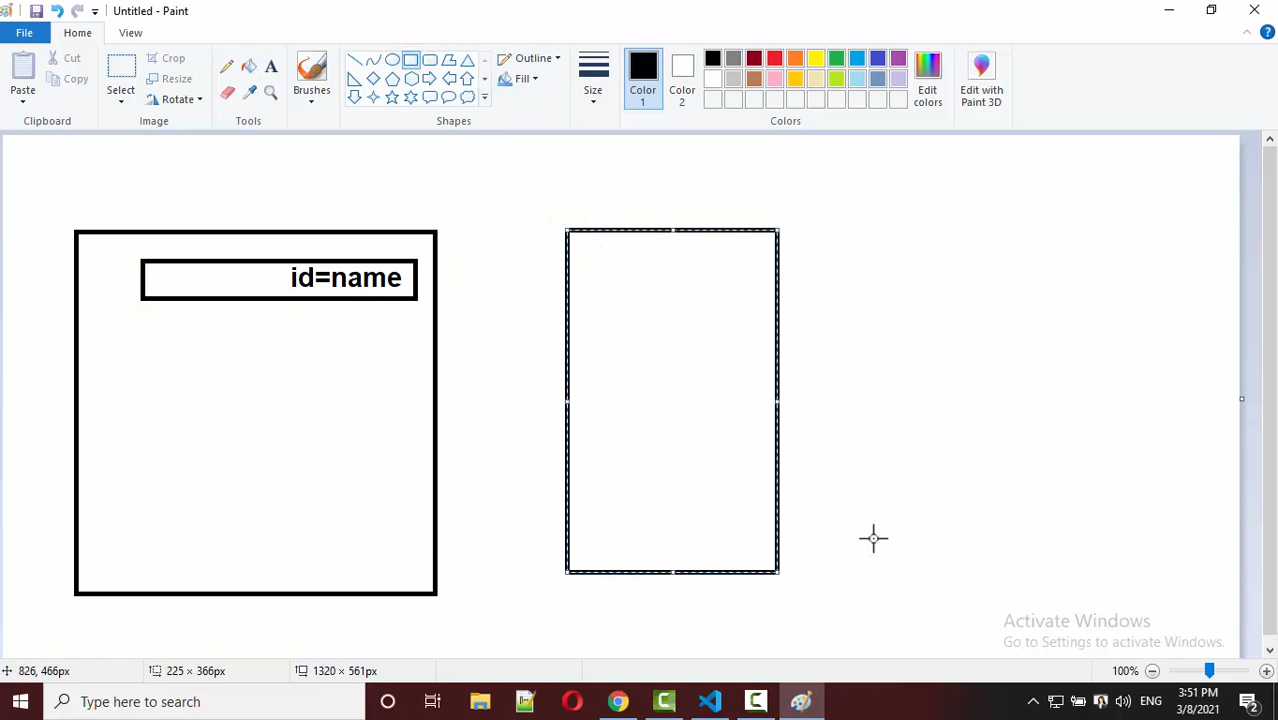 Untitled - Paint
File
Home
View
Paste
Cut
Copy
Clipboard
Select
Crop
Resize
Rotate
Image
A
Tools
Brushes
Outline
Fill
Shapes
Size
Color 1
Color 2
Edit colors
Colors
Edit with Paint 3D
id=name
Activate Windows
Go to Settings to activate Windows.
826, 466px
225 × 366px
1320 × 561px
100%
Type here to search
ENG
3:51 PM
3/8/2021
2